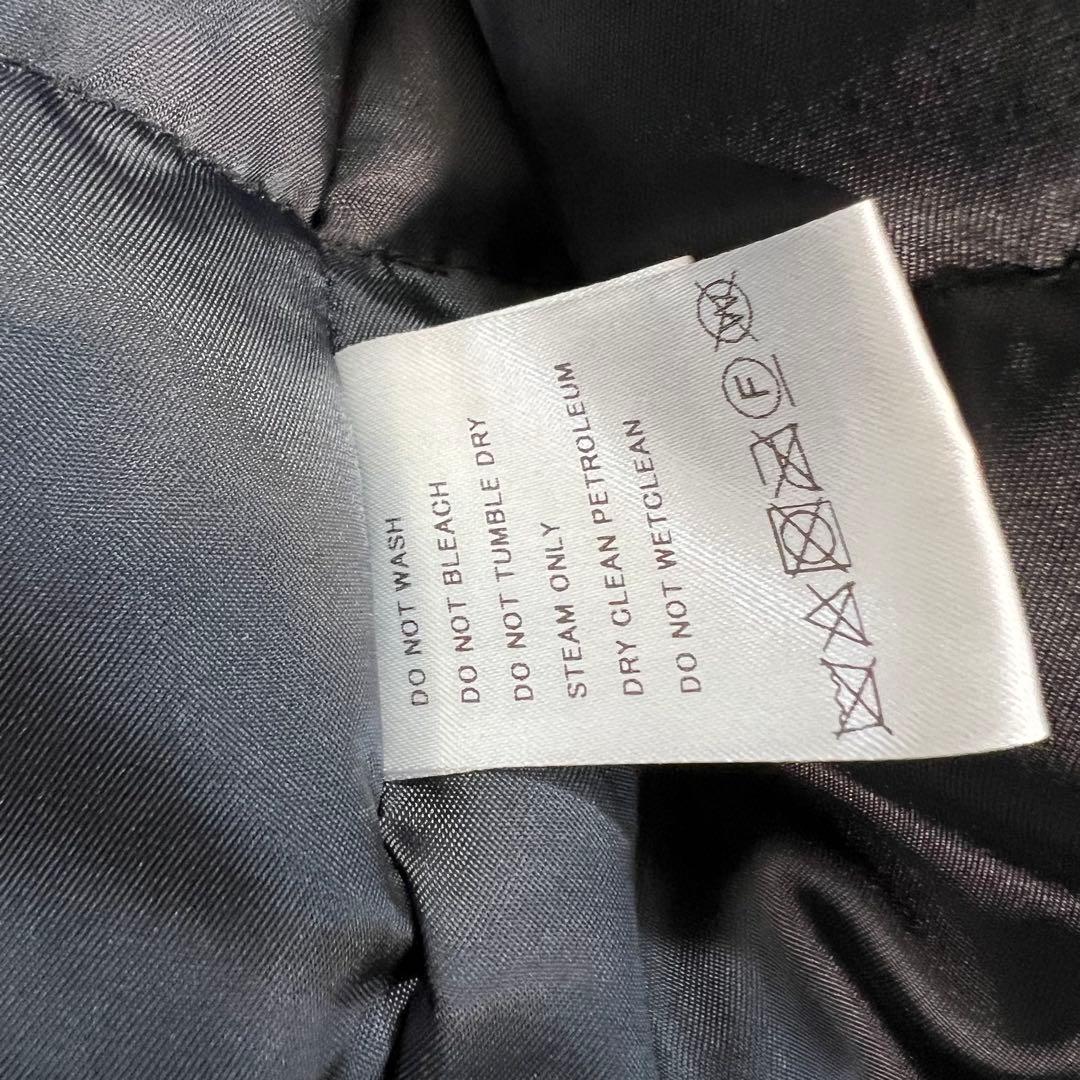 DO NOT WASH
DO NOT BLEACH
DO NOT TUMBLE DRY
STEAM ONLY
DRY CLEAN PETROLEUM
DO NOT WETCLEAN
F W